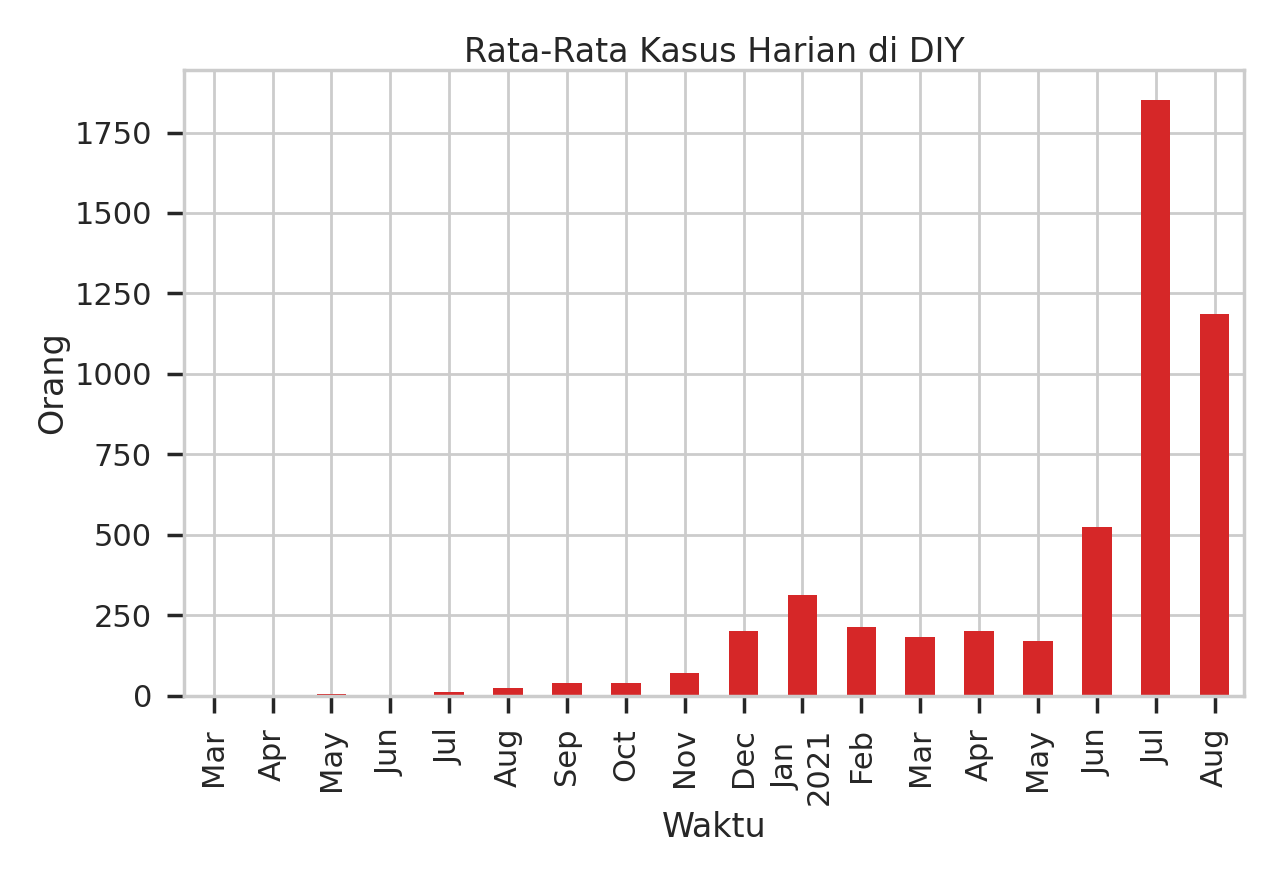 Rata-Rata Kasus Harian di DIY
1750
1500
1250
1000
750
500
250
0
Orang
Mar
Apr
May
Jun
Jul
Aug
Sep
Oct
Nov
Dec
Jan
2021
Feb
Mar
Apr
May
Jun
Jul
Aug
Waktu